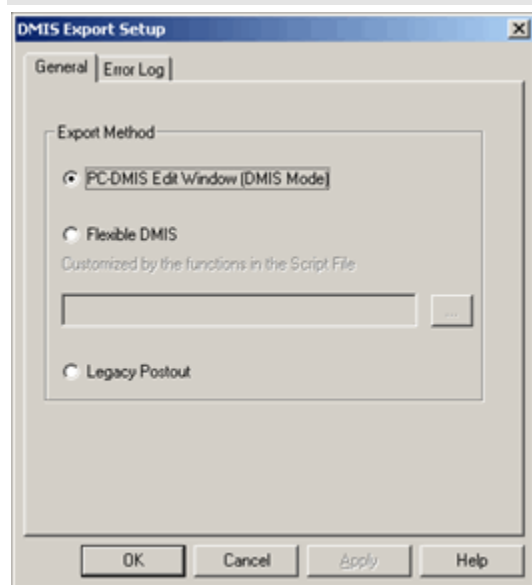 DMIS Export Setup
General Error Log
Export Method
PC-DMIS Edit Window (DMIS Mode)
Flexible DMIS
Customized by the functions in the Script File
...
Legacy Postout
OK Cancel Apply Help